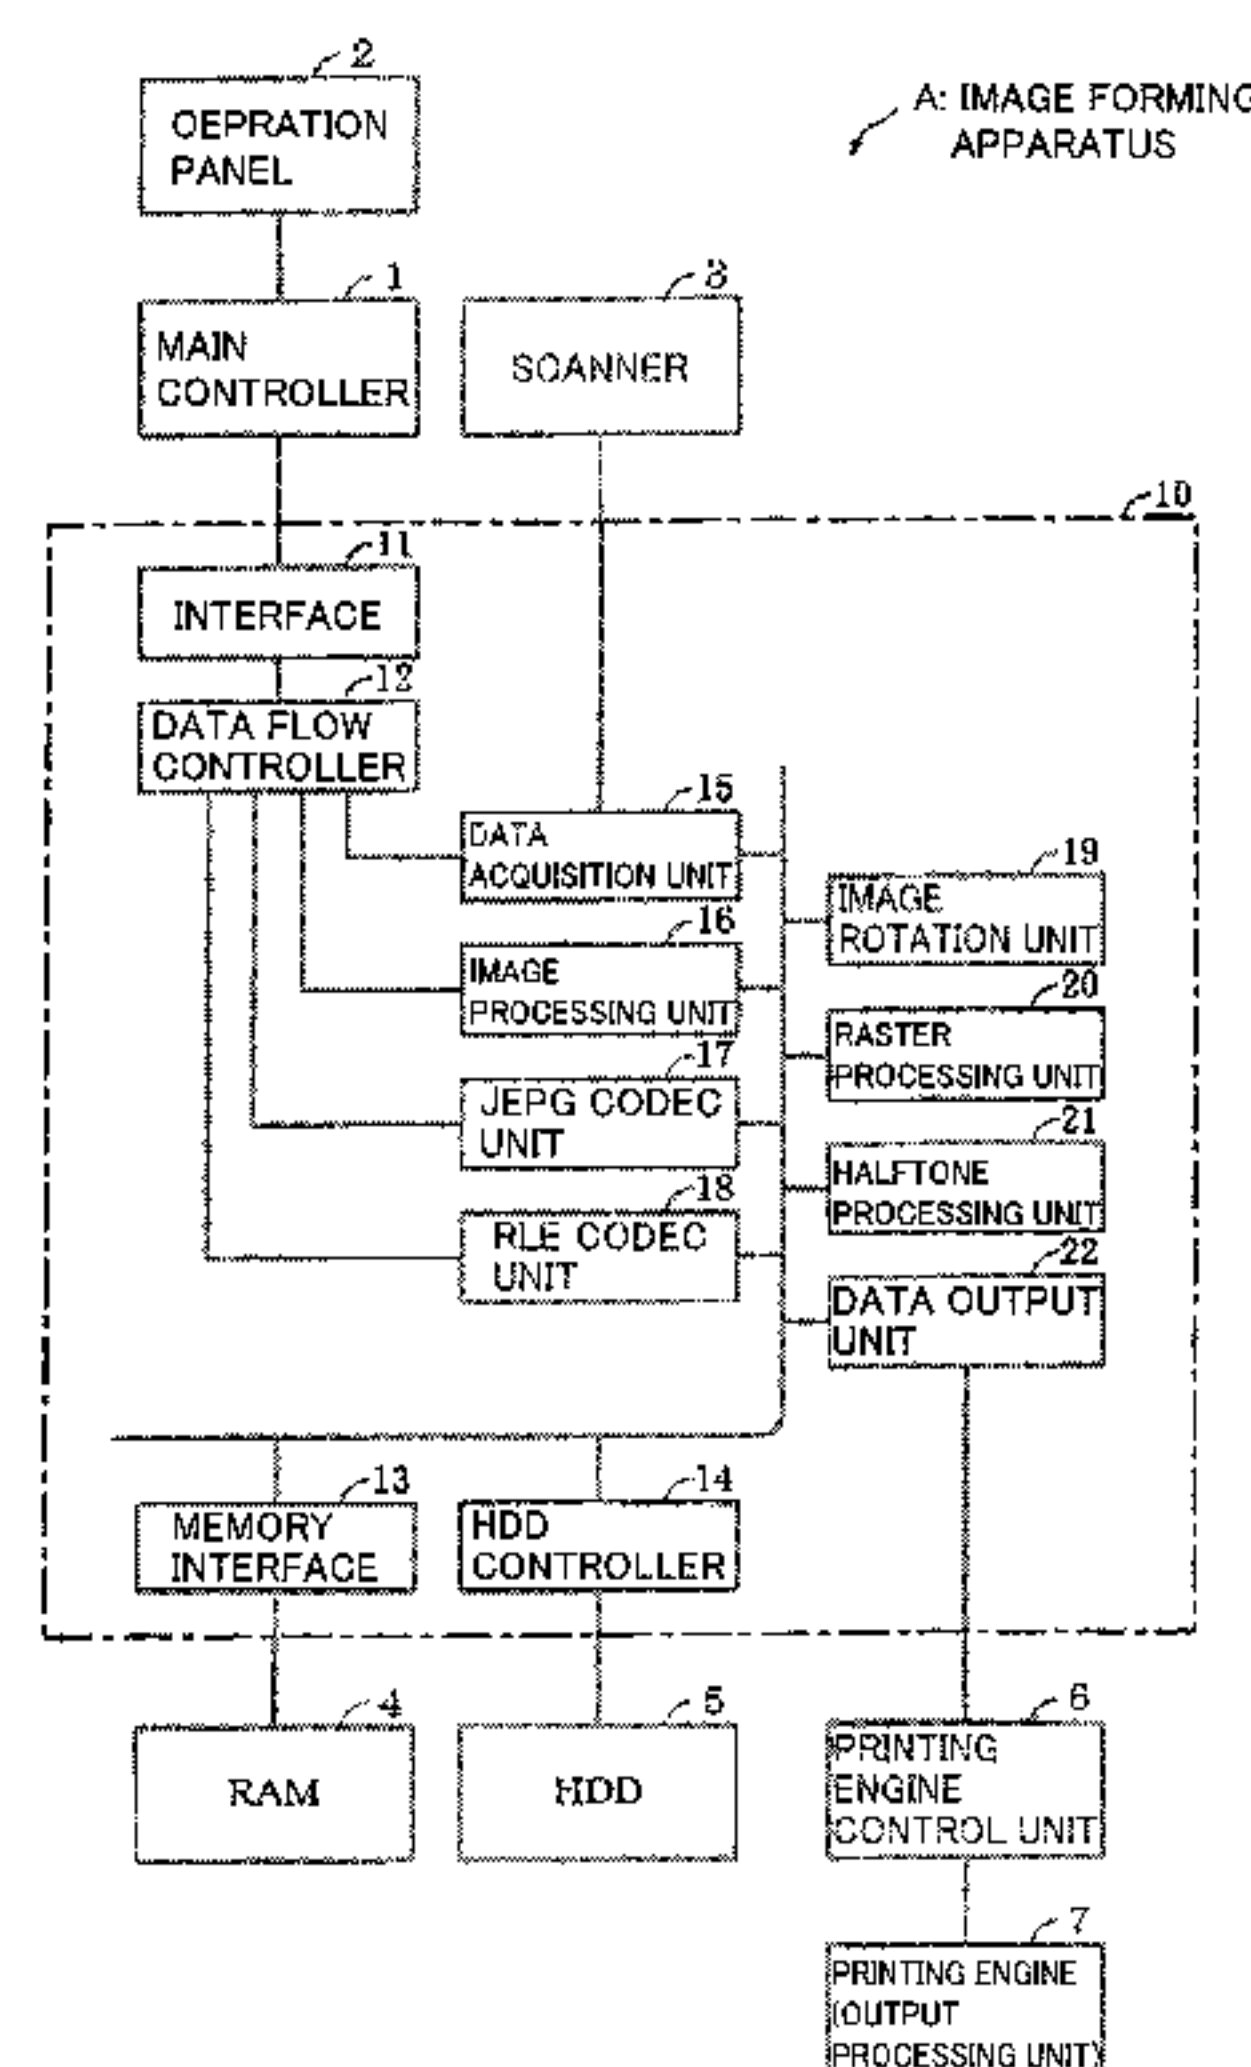 2
OEPRATION
PANEL
A: IMAGE FORMING
APPARATUS
1
MAIN
CONTROLLER
3
SCANNER
10
11
INTERFACE
12
DATA FLOW
CONTROLLER
15
DATA
ACQUISITION UNIT
16
IMAGE
PROCESSING UNIT
17
JEPG CODEC
UNIT
18
RLE CODEC
UNIT
19
IMAGE
ROTATION UNIT
20
RASTER
PROCESSING UNIT
21
HALFTONE
PROCESSING UNIT
22
DATA OUTPUT
UNIT
13
MEMORY
INTERFACE
14
HDD
CONTROLLER
4
RAM
5
HDD
6
PRINTING
ENGINE
CONTROL UNIT
7
PRINTING ENGINE
(OUTPUT
PROCESSING UNIT)